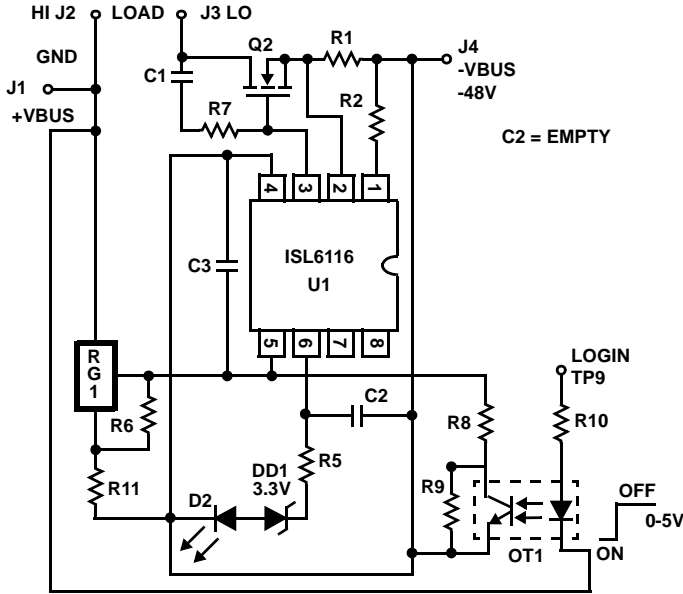 HI J2 LOAD J3 LO
GND
J1
+VBUS
C1
Q2
R1
J4
-VBUS
-48V
R2
R7
C2 = EMPTY
4 3 2 1
C3
ISL6116
U1
5 6 7 8
R
G
1
R6
R11
D2
DD1
3.3V
R5
C2
R8
R9
OT1
LOGIN
TP9
R10
OFF
0-5V
ON